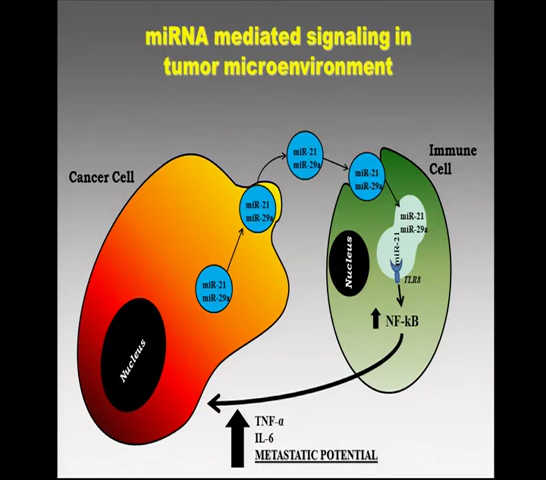 miRNA mediated signaling in
tumor microenvironment
Cancer Cell
Immune
Cell
miR-21
miR-29a
miR-21
miR-29a
miR-21
miR-29a
miR-21
miR-29a
miR-21
miR-29a
miR-21
TLR8
Nucleus
Nucleus
NF-kB
TNF-α
IL-6
METASTATIC POTENTIAL